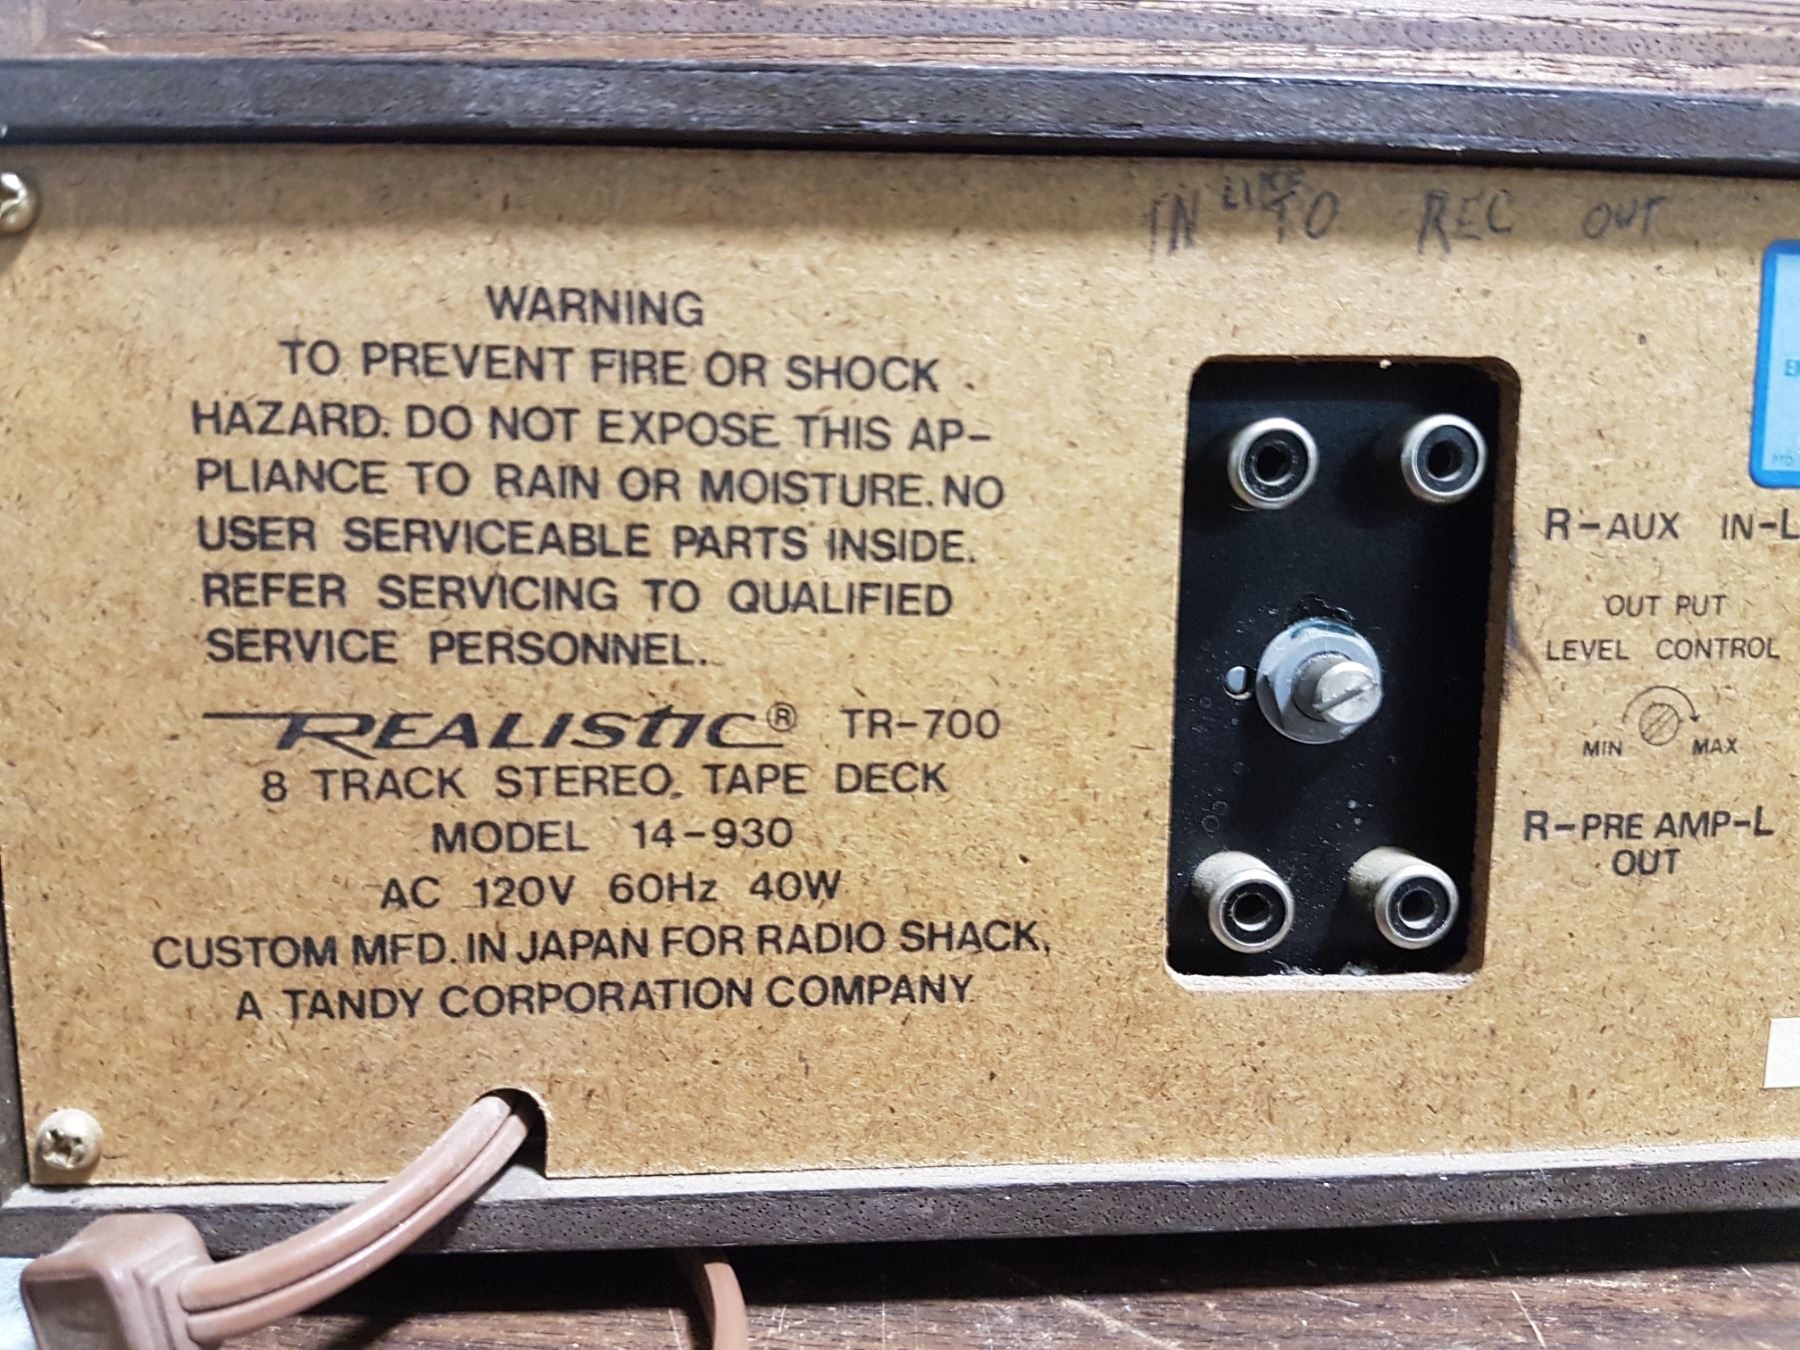 IN LIKE TO REC OUT
WARNING
TO PREVENT FIRE OR SHOCK
HAZARD. DO NOT EXPOSE THIS AP-
PLIANCE TO RAIN OR MOISTURE. NO
USER SERVICEABLE PARTS INSIDE.
REFER SERVICING TO QUALIFIED
SERVICE PERSONNEL.
REALISTIC® TR-700
8 TRACK STEREO TAPE DECK
MODEL 14-930
AC 120V 60Hz 40W
CUSTOM MFD. IN JAPAN FOR RADIO SHACK,
A TANDY CORPORATION COMPANY
R-AUX IN-L
OUT PUT
LEVEL CONTROL
MIN MAX
R-PRE AMP-L
OUT